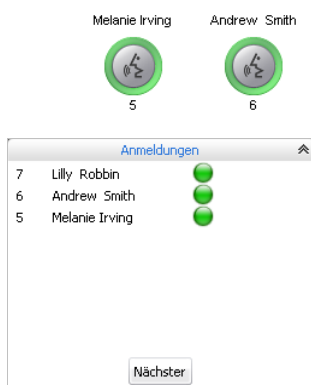 Melanie Irving Andrew Smith
5 6
Anmeldungen
7 Lilly Robbin
6 Andrew Smith
5 Melanie Irving
Nächster